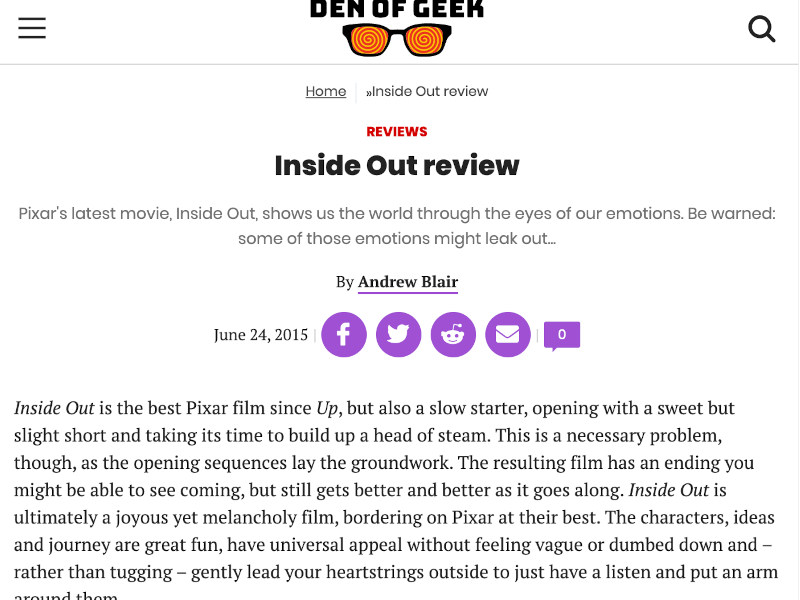 DEN OF GEEK
Home »Inside Out review
REVIEWS
Inside Out review
Pixar's latest movie, Inside Out, shows us the world through the eyes of our emotions. Be warned:
some of those emotions might leak out...
By Andrew Blair
June 24, 2015 | | 0
Inside Out is the best Pixar film since Up, but also a slow starter, opening with a sweet but
slight short and taking its time to build up a head of steam. This is a necessary problem,
though, as the opening sequences lay the groundwork. The resulting film has an ending you
might be able to see coming, but still gets better and better as it goes along. Inside Out is
ultimately a joyous yet melancholy film, bordering on Pixar at their best. The characters, ideas
and journey are great fun, have universal appeal without feeling vague or dumbed down and –
rather than tugging – gently lead your heartstrings outside to just have a listen and put an arm
around them.